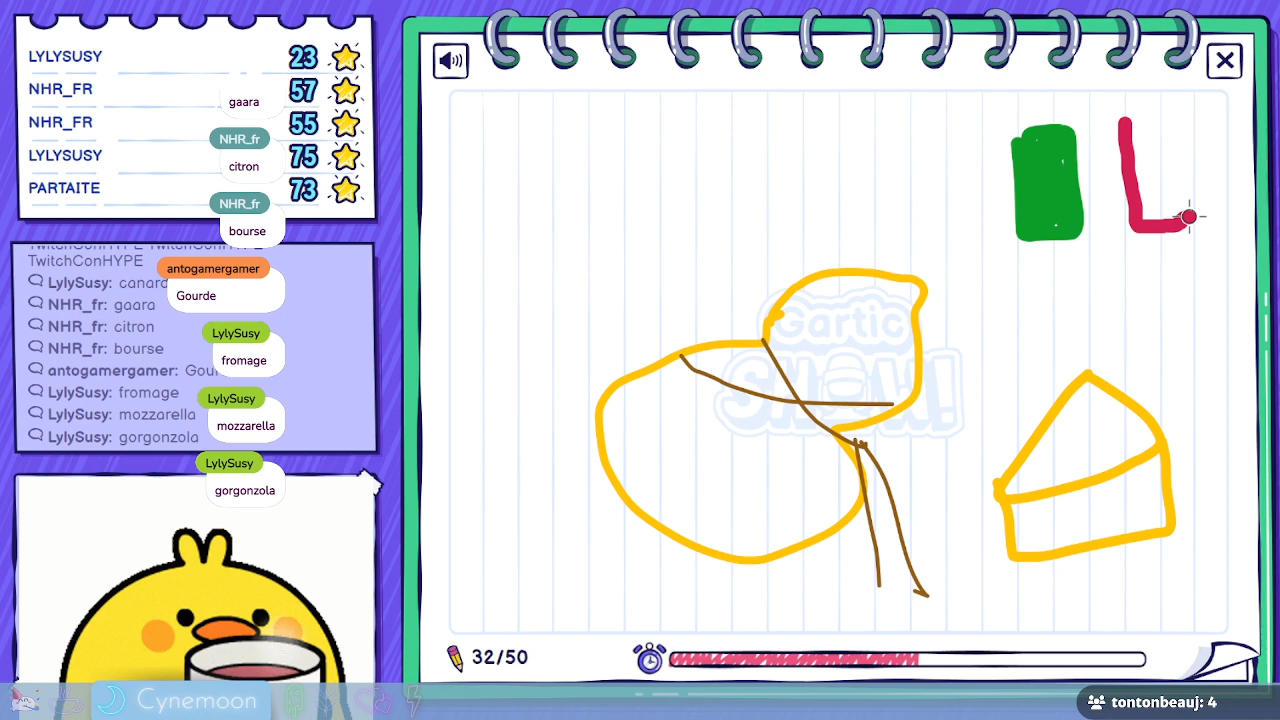 LYLYSUSY 23
NHR_FR 57
NHR_FR 55
LYLYSUSY 75
PARTAITE 73
gaara
NHR_fr
citron
NHR_fr
bourse
antogamergamer
Gourde
LylySusy
fromage
LylySusy
mozzarella
LylySusy
gorgonzola
TwitchConHYPE
LylySusy: canard
NHR_fr: gaara
NHR_fr: citron
NHR_fr: bourse
antogamergamer: Gou
LylySusy: fromage
LylySusy: mozzarella
LylySusy: gorgonzola
Gartic
SHOW!
32/50
Cynemoon
tontonbeauj: 4